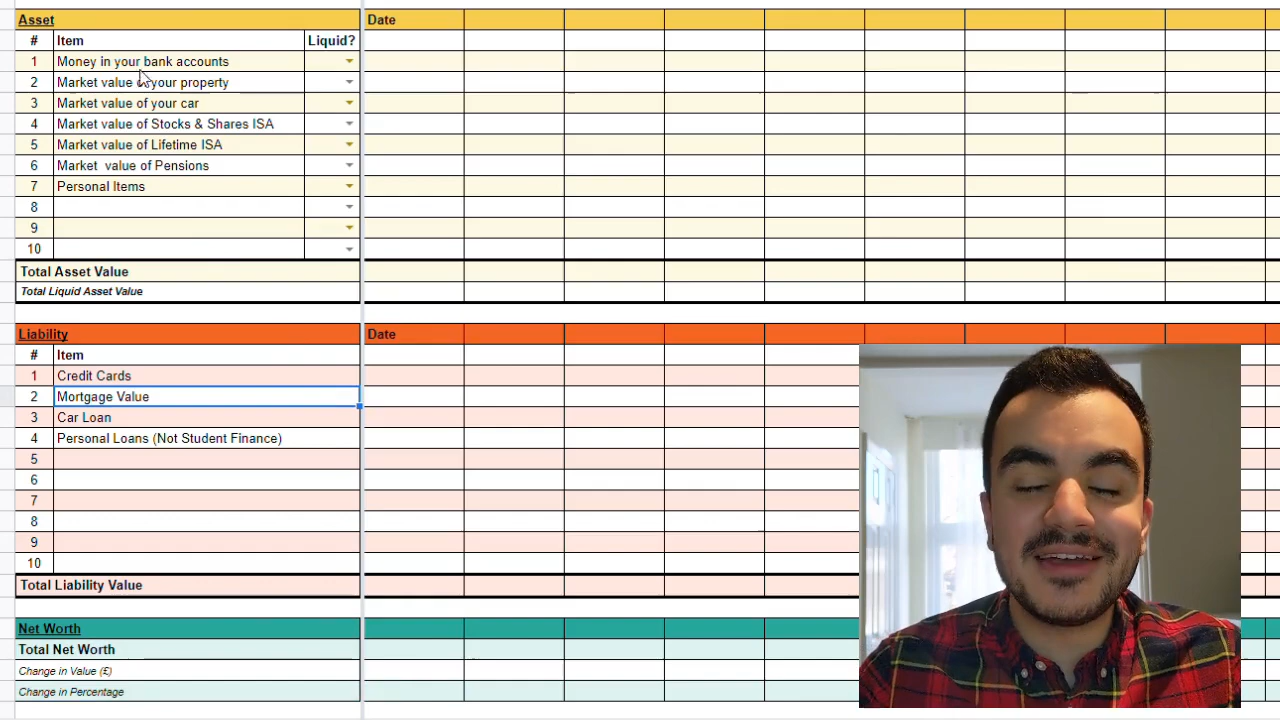 Asset Date
# Item Liquid?
1 Money in your bank accounts
2 Market value of your property
3 Market value of your car
4 Market value of Stocks & Shares ISA
5 Market value of Lifetime ISA
6 Market  value of Pensions
7 Personal Items
8
9
10
Total Asset Value
Total Liquid Asset Value
Liability Date
# Item
1 Credit Cards
2 Mortgage Value
3 Car Loan
4 Personal Loans (Not Student Finance)
5
6
7
8
9
10
Total Liability Value
Net Worth
Total Net Worth
Change in Value (£)
Change in Percentage